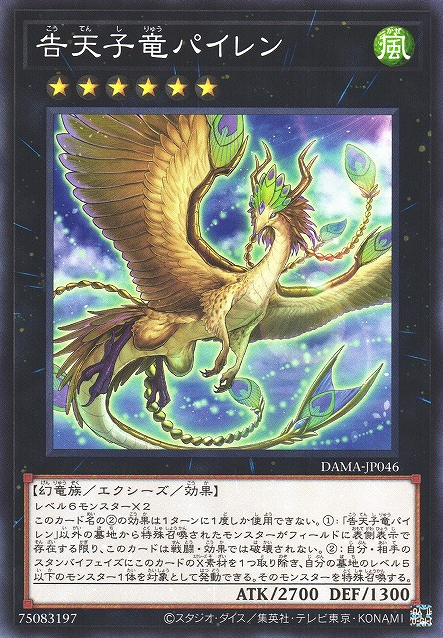 告天子竜パイレン
風
DAMA-JP046
【幻竜族／エクシーズ／効果】
レベル6モンスター×2
このカード名の②の効果は1ターンに1度しか使用できない。①：「告天子竜パイ
レン」以外の墓地から特殊召喚されたモンスターがフィールドに表側表示で
存在する限り、このカードは戦闘・効果では破壊されない。②：自分・相手の
スタンバイフェイズにこのカードのX素材を1つ取り除き、自分の墓地のレベル6
以下のモンスター1体を対象として発動できる。そのモンスターを特殊召喚する。
ATK/2700 DEF/1300
75083197
©スタジオ・ダイス／集英社・テレビ東京・KONAMI